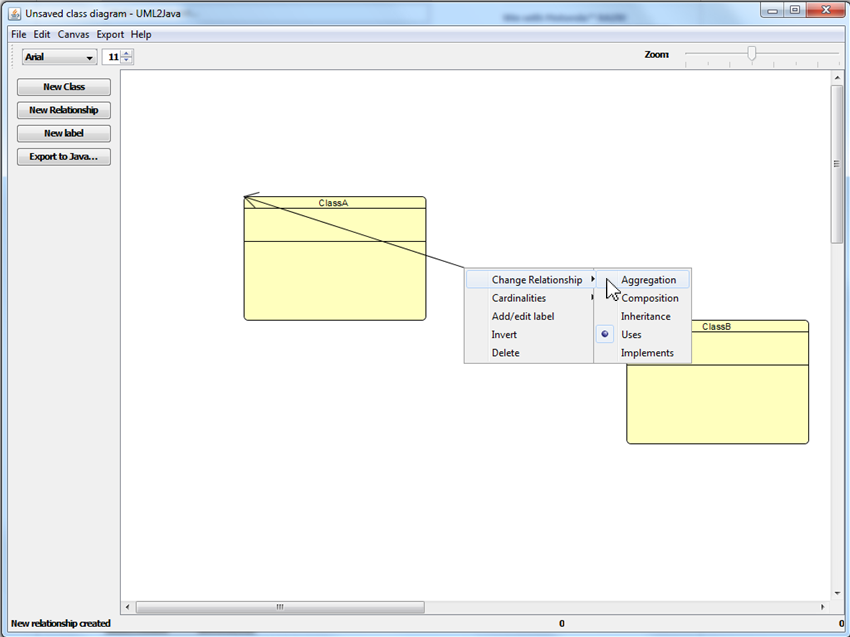 Unsaved class diagram - UML2Java
File Edit Canvas Export Help
Arial 11 Zoom
New Class
New Relationship
New label
Export to Java...
ClassA
Change Relationship Aggregation
Cardinalities Composition
Add/edit label Inheritance
Invert Uses
Delete Implements
ClassB
New relationship created 0 0